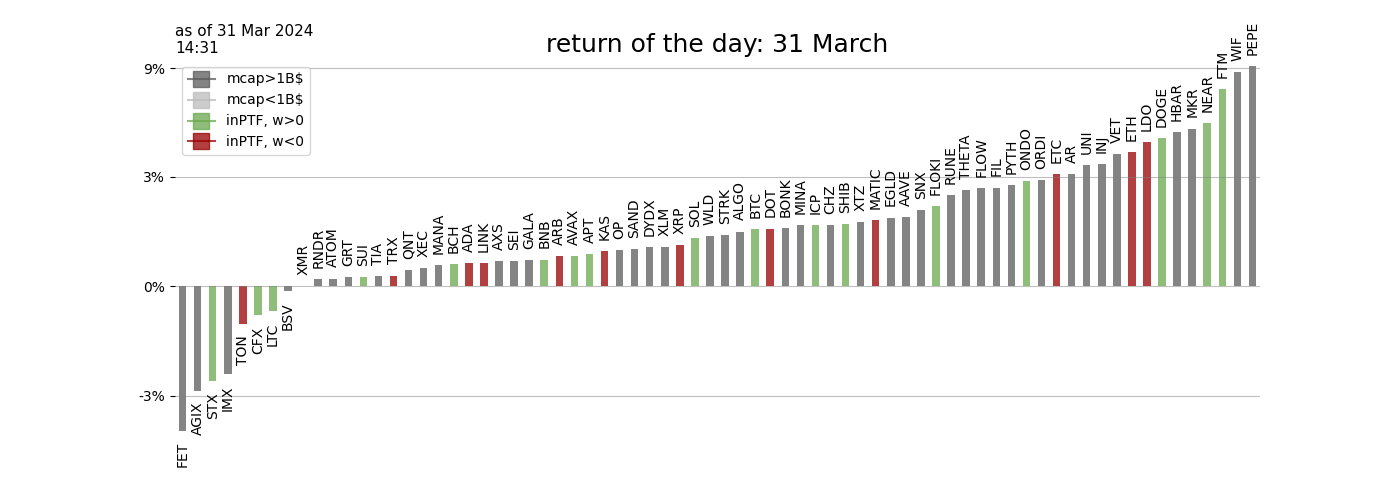 as of 31 Mar 2024
14:31
return of the day: 31 March
mcap>1B$
mcap<1B$
inPTF, w>0
inPTF, w<0
9%
3%
0%
-3%
FET
AGIX
STX
IMX
TON
CFX
LTC
BSV
XMR
RNDR
ATOM
GRT
SUI
TIA
TRX
QNT
XEC
MANA
BCH
ADA
LINK
AXS
SEI
GALA
BNB
ARB
AVAX
APT
KAS
OP
SAND
DYDX
XLM
XRP
SOL
WLD
STRK
ALGO
BTC
DOT
BONK
MINA
ICP
CHZ
SHIB
XTZ
MATIC
EGLD
AAVE
SNX
FLOKI
RUNE
THETA
FLOW
FIL
PYTH
ONDO
ORDI
ETC
AR
UNI
INJ
VET
ETH
LDO
DOGE
HBAR
MKR
NEAR
FTM
WIF
PEPE